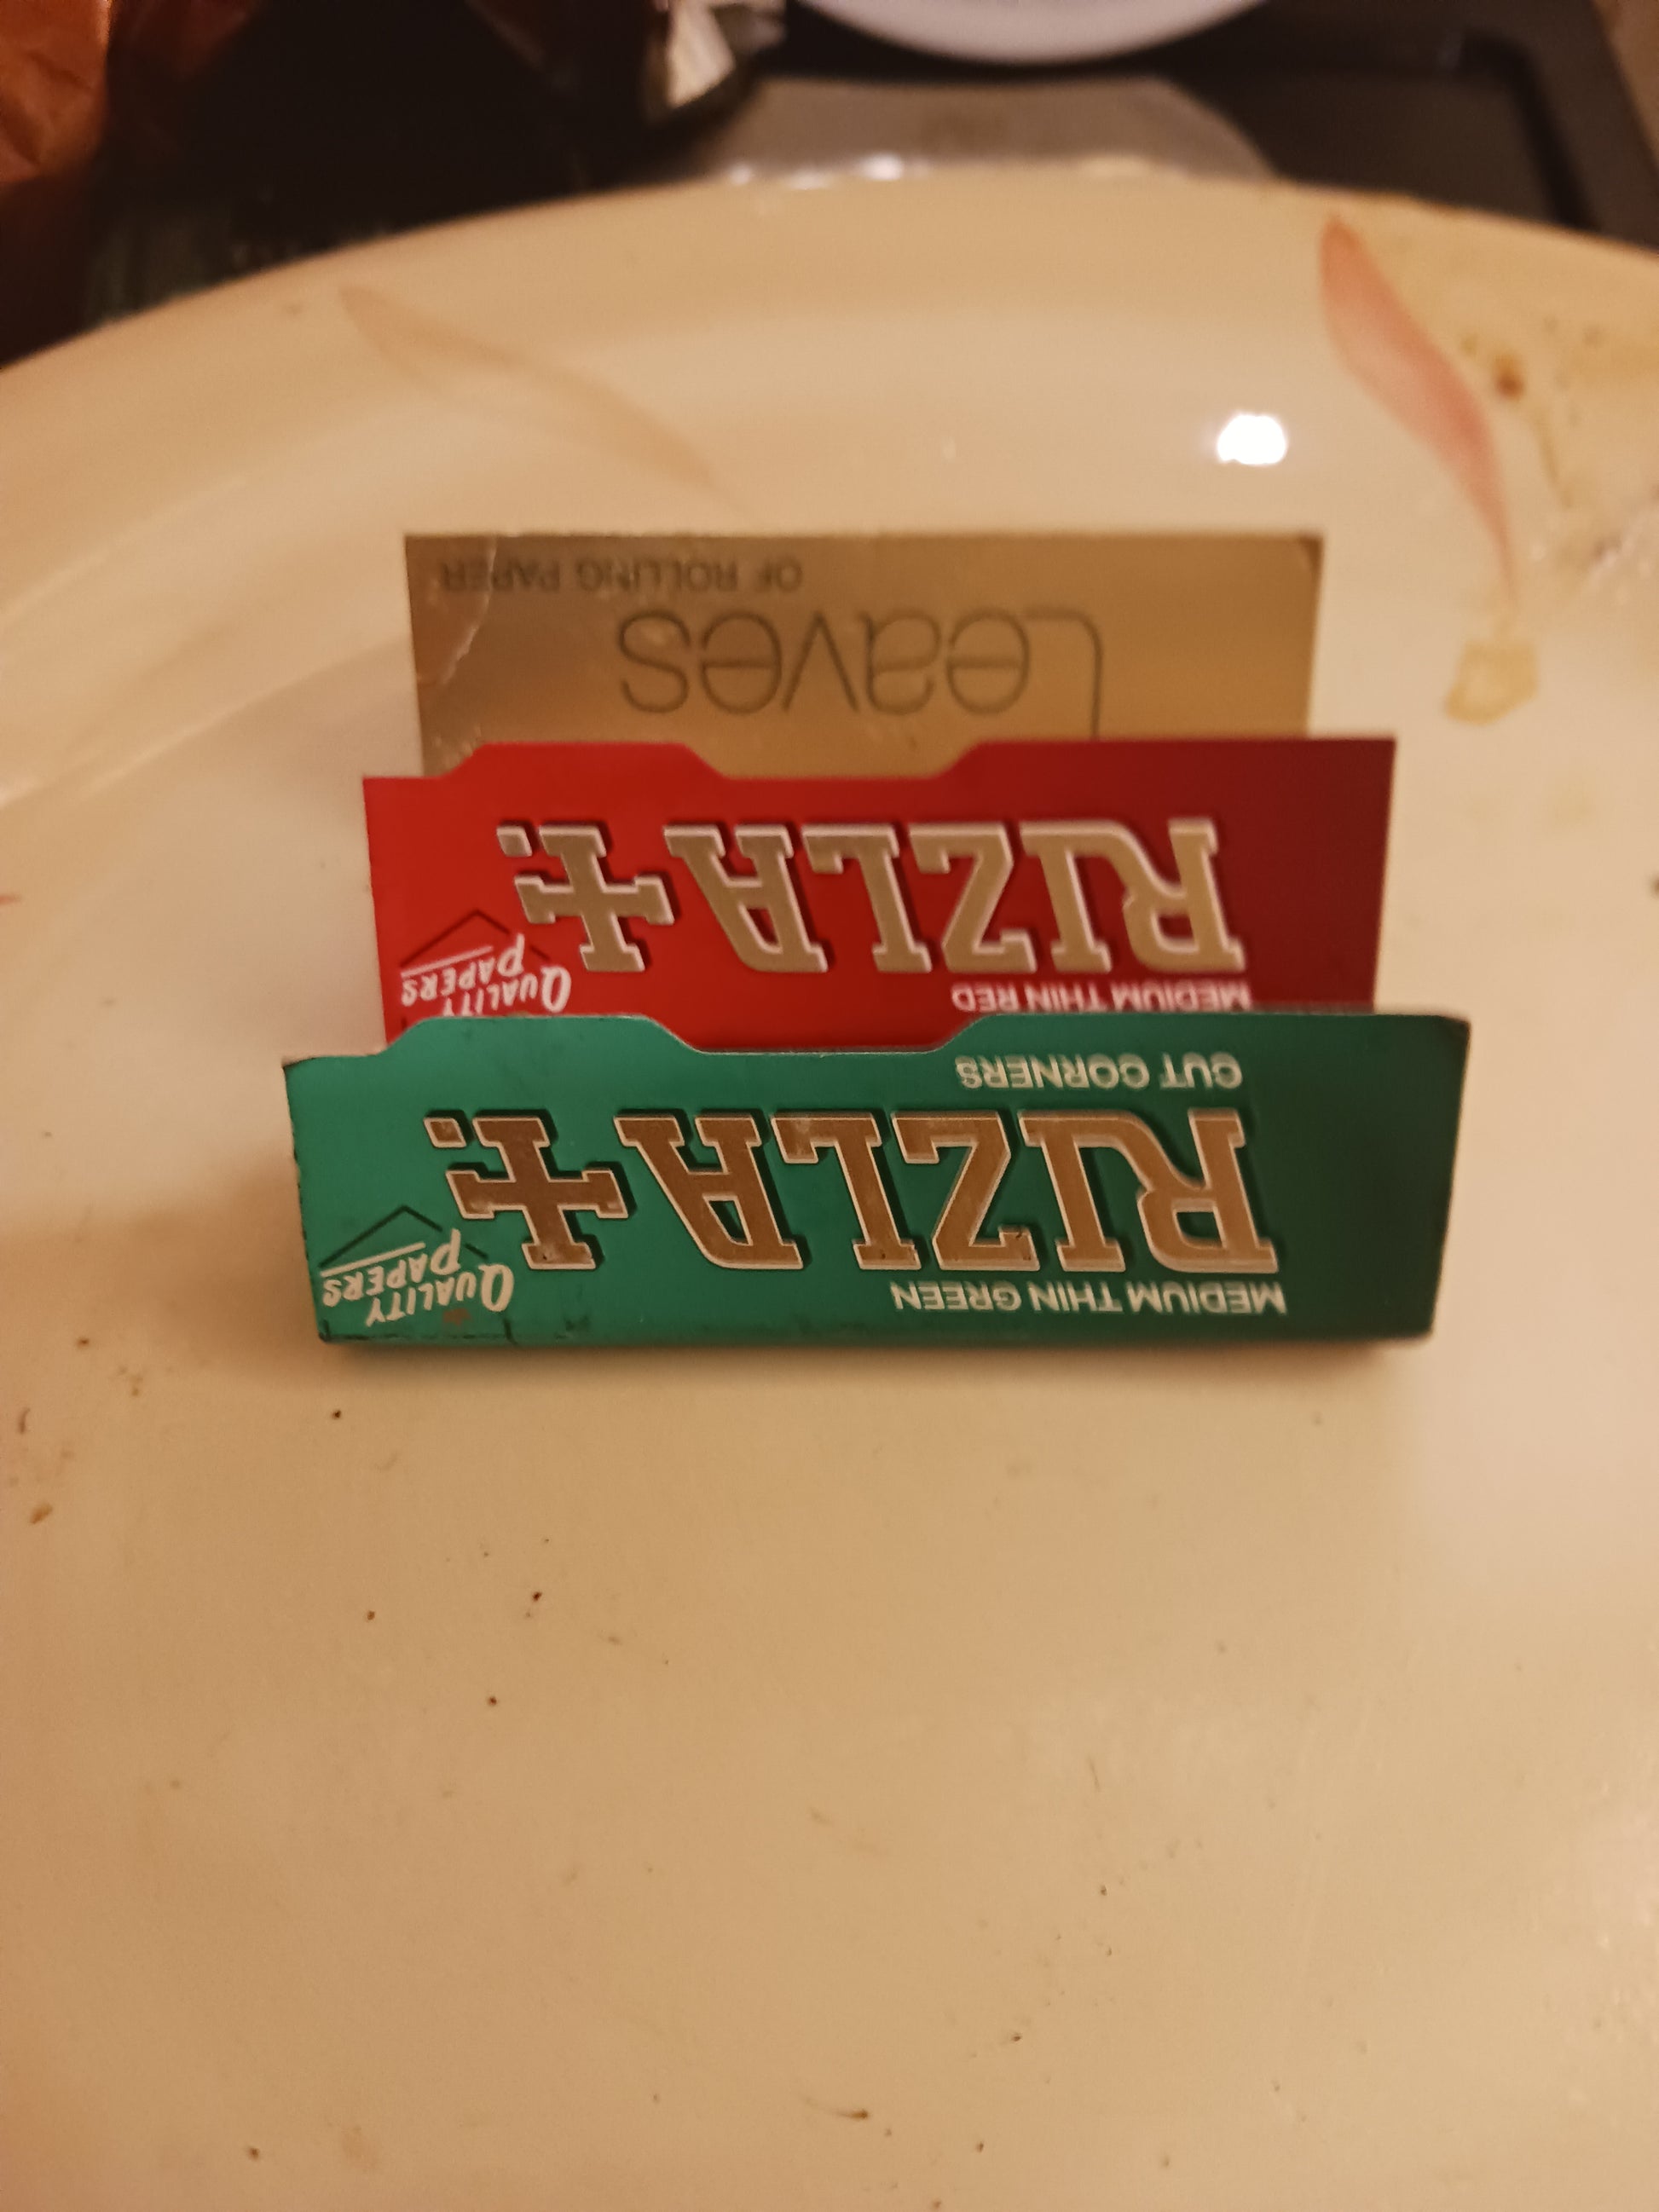 MEDIUM THIN GREEN
RIZLA+.
CUT CORNERS
QUALITY
PAPERS
MEDIUM THIN RED
RIZLA+.
QUALITY
PAPERS
Leaves
OF ROLLING PAPER